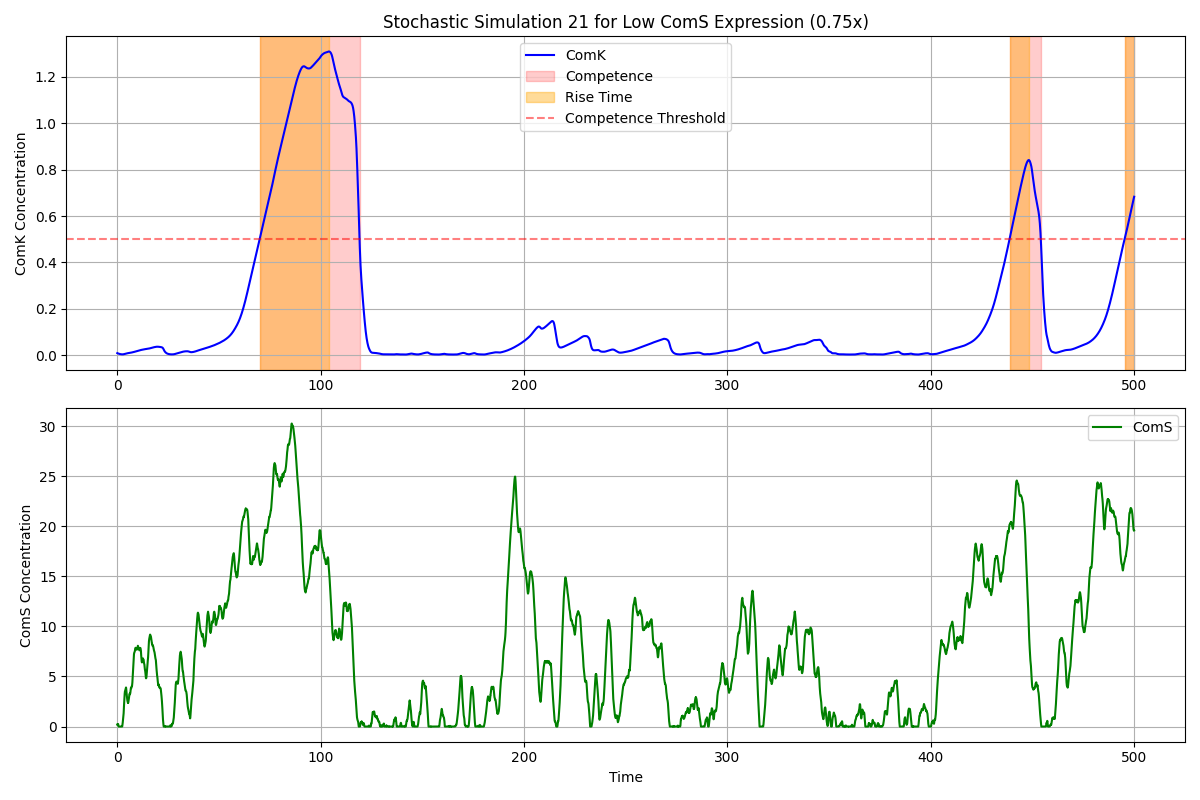 Stochastic Simulation 21 for Low ComS Expression (0.75x)
ComK Concentration
1.2
1.0
0.8
0.6
0.4
0.2
0.0
ComK
Competence
Rise Time
Competence Threshold
0 100 200 300 400 500
ComS Concentration
30
25
20
15
10
5
0
ComS
0 100 200 300 400 500
Time